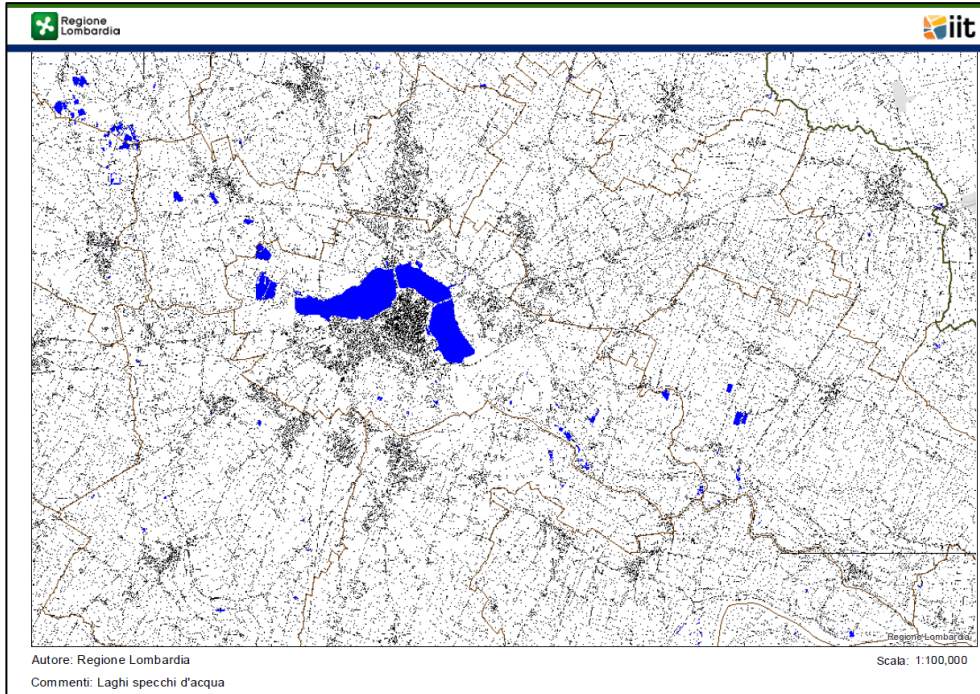 Regione
Lombardia
iit
Regione Lombardia
Autore: Regione Lombardia
Scala: 1:100,000
Commenti: Laghi specchi d'acqua